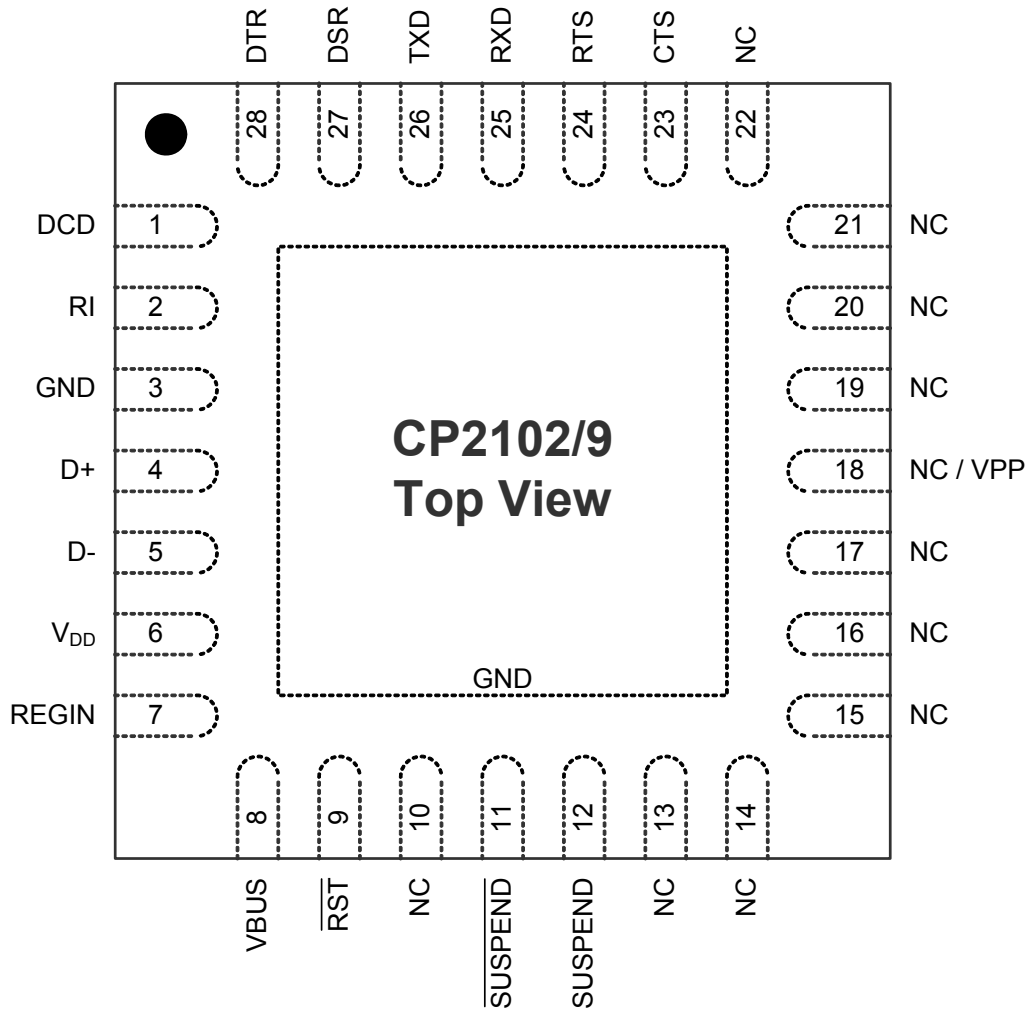 DTR
DSR
TXD
RXD
RTS
CTS
NC
28
27
26
25
24
23
22
DCD 1
RI 2
GND 3
D+ 4
D- 5
VDD 6
REGIN 7
21 NC
20 NC
19 NC
18 NC / VPP
17 NC
16 NC
15 NC
CP2102/9
Top View
GND
8
9
10
11
12
13
14
VBUS
RST
NC
SUSPEND
SUSPEND
NC
NC